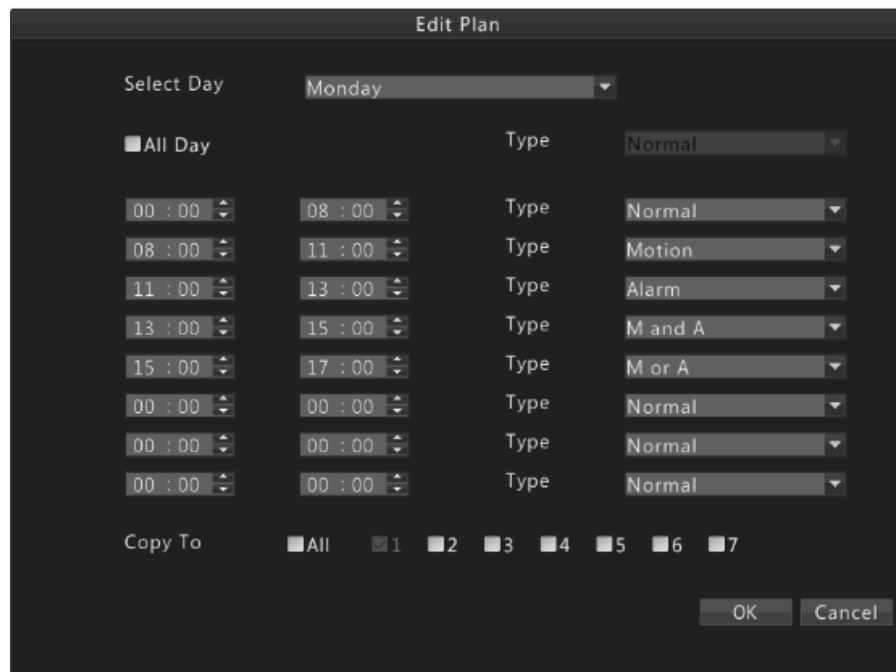 Edit Plan
Select Day Monday
All Day Type Normal
00 : 00 08 : 00 Type Normal
08 : 00 11 : 00 Type Motion
11 : 00 13 : 00 Type Alarm
13 : 00 15 : 00 Type M and A
15 : 00 17 : 00 Type M or A
00 : 00 00 : 00 Type Normal
00 : 00 00 : 00 Type Normal
00 : 00 00 : 00 Type Normal
Copy To All 1 2 3 4 5 6 7
OK Cancel